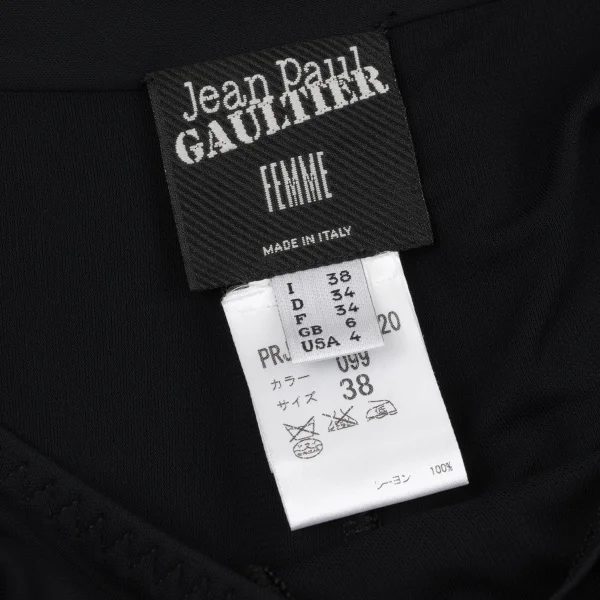 Jean Paul
GAULTIER
FEMME
MADE IN ITALY
I 38
D 34
F 34
GB 6
USA 4
PRJ 20
カラー 099
サイズ 38
レーヨン 100%